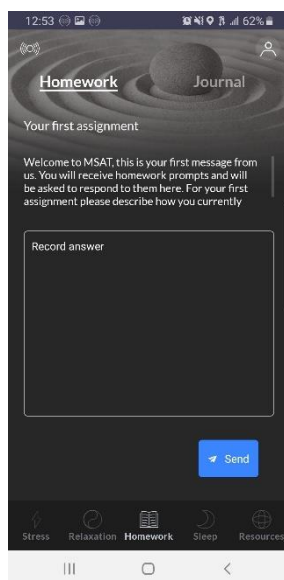 12:53 62%
Homework Journal
Your first assignment
Welcome to MSAT, this is your first message from
us. You will receive homework prompts and will
be asked to respond to them here. For your first
assignment please describe how you currently
Record answer
Send
Stress Relaxation Homework Sleep Resources